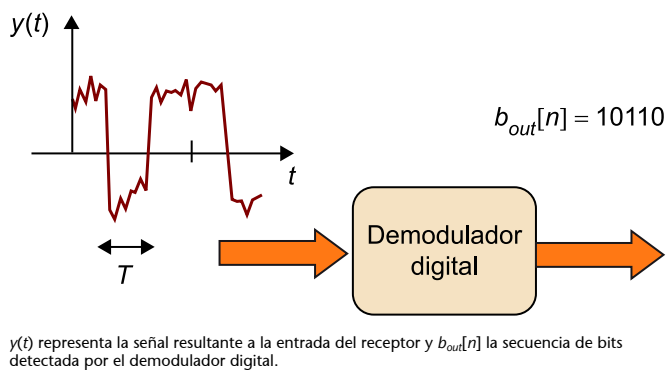 y(t)
t
T
b_out[n] = 10110
Demodulador
digital
y(t) representa la señal resultante a la entrada del receptor y b_out[n] la secuencia de bits
detectada por el demodulador digital.